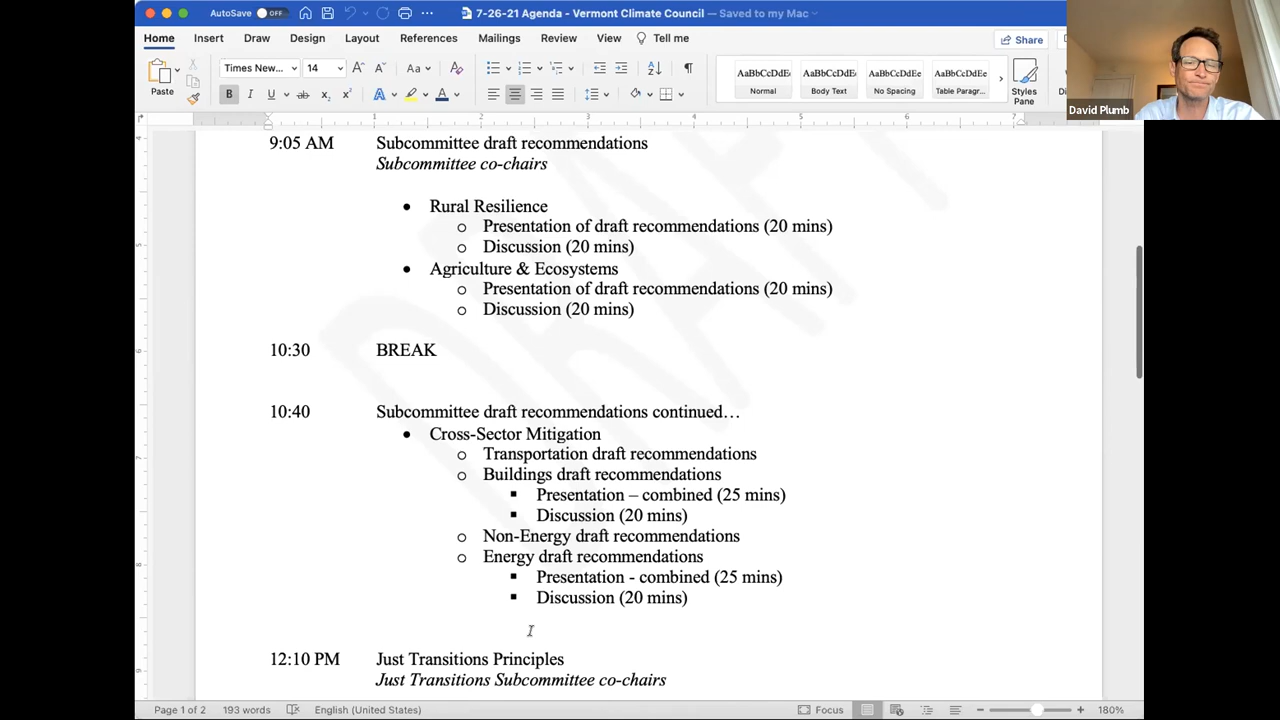 AutoSave OFF 7-26-21 Agenda - Vermont Climate Council — Saved to my Mac
Home Insert Draw Design Layout References Mailings Review View Tell me Share
Paste Times New... 14 Aa AaBbCcDdEe AaBbCcDdEe AaBbCcDdEe AaBbCcDdEe
Normal Body Text No Spacing Table Paragr... Styles Pane
David Plumb
2 3 4 5 6 7
9:05 AM Subcommittee draft recommendations
Subcommittee co-chairs
• Rural Resilience
o Presentation of draft recommendations (20 mins)
o Discussion (20 mins)
• Agriculture & Ecosystems
o Presentation of draft recommendations (20 mins)
o Discussion (20 mins)
10:30 BREAK
10:40 Subcommittee draft recommendations continued…
• Cross-Sector Mitigation
o Transportation draft recommendations
o Buildings draft recommendations
▪ Presentation – combined (25 mins)
▪ Discussion (20 mins)
o Non-Energy draft recommendations
o Energy draft recommendations
▪ Presentation - combined (25 mins)
▪ Discussion (20 mins)
12:10 PM Just Transitions Principles
Just Transitions Subcommittee co-chairs
Page 1 of 2 193 words English (United States) Focus 180%